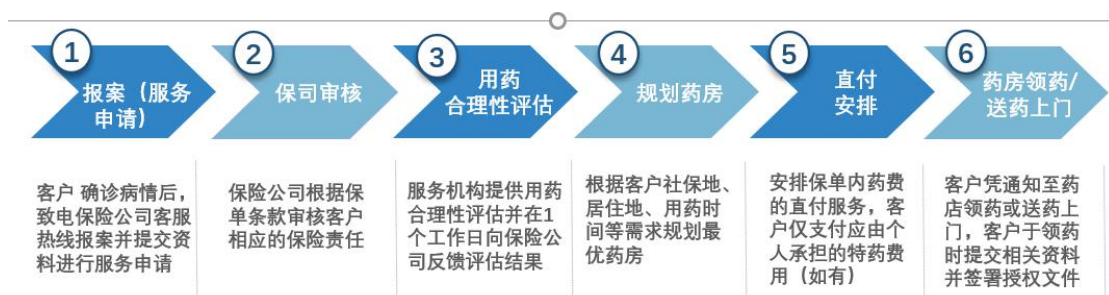 1
报案（服务
申请）
2
保司审核
3
用药
合理性评估
4
规划药房
5
直付
安排
6
药房领药/
送药上门
客户 确诊病情后，
致电保险公司客服
热线报案并提交资
料进行服务申请
保险公司根据保
单条款审核客户
相应的保险责任
服务机构提供用药
合理性评估并在1
个工作日向保险公
司反馈评估结果
根据客户社保地、
居住地、用药时
间等需求规划最
优药房
安排保单内药费
的直付服务，客
户仅支付应由个
人承担的特药费
用（如有）
客户凭通知至药
店领药或送药上
门，客户于领药
时提交相关资料
并签署授权文件